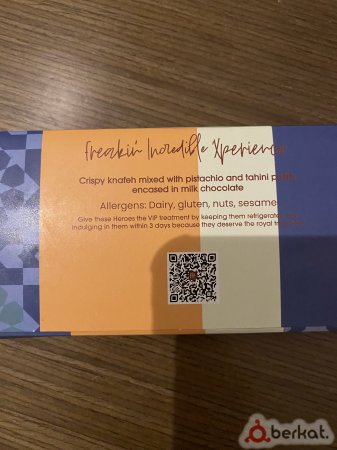 Freakin' Incredible Xperience
Crispy knafeh mixed with pistachio and tahini
encased in milk chocolate
Allergens: Dairy, gluten, nuts, sesame
Give these Heroes the VIP treatment by keeping them refrigerated
indulging in them within 3 days because they deserve the royal
berkat.